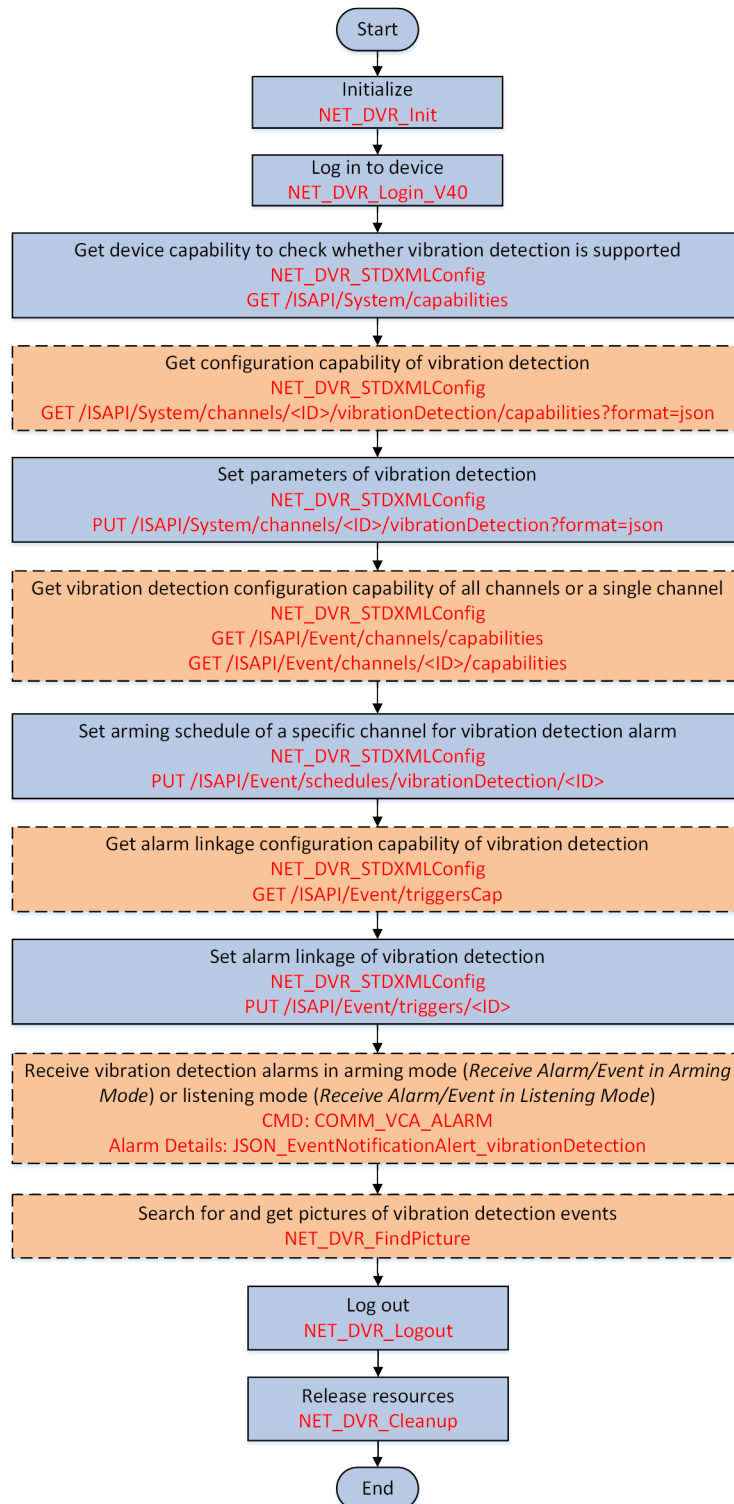 Start
Initialize
NET_DVR_Init
Log in to device
NET_DVR_Login_V40
Get device capability to check whether vibration detection is supported
NET_DVR_STDXMLConfig
GET /ISAPI/System/capabilities
Get configuration capability of vibration detection
NET_DVR_STDXMLConfig
GET /ISAPI/System/channels/<ID>/vibrationDetection/capabilities?format=json
Set parameters of vibration detection
NET_DVR_STDXMLConfig
PUT /ISAPI/System/channels/<ID>/vibrationDetection?format=json
Get vibration detection configuration capability of all channels or a single channel
NET_DVR_STDXMLConfig
GET /ISAPI/Event/channels/capabilities
GET /ISAPI/Event/channels/<ID>/capabilities
Set arming schedule of a specific channel for vibration detection alarm
NET_DVR_STDXMLConfig
PUT /ISAPI/Event/schedules/vibrationDetection/<ID>
Get alarm linkage configuration capability of vibration detection
NET_DVR_STDXMLConfig
GET /ISAPI/Event/triggersCap
Set alarm linkage of vibration detection
NET_DVR_STDXMLConfig
PUT /ISAPI/Event/triggers/<ID>
Receive vibration detection alarms in arming mode (Receive Alarm/Event in Arming
Mode) or listening mode (Receive Alarm/Event in Listening Mode)
CMD: COMM_VCA_ALARM
Alarm Details: JSON_EventNotificationAlert_vibrationDetection
Search for and get pictures of vibration detection events
NET_DVR_FindPicture
Log out
NET_DVR_Logout
Release resources
NET_DVR_Cleanup
End